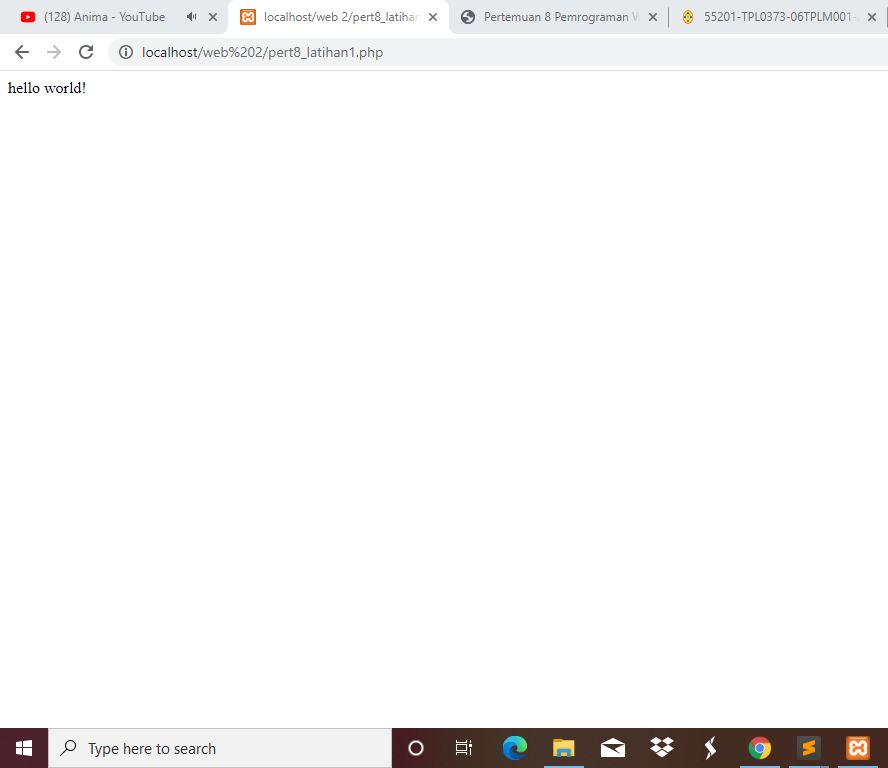 (128) Anima - YouTube
localhost/web 2/pert8_latihan
Pertemuan 8 Pemrograman W
55201-TPL0373-06TPLM001-
localhost/web%202/pert8_latihan1.php
hello world!
Type here to search